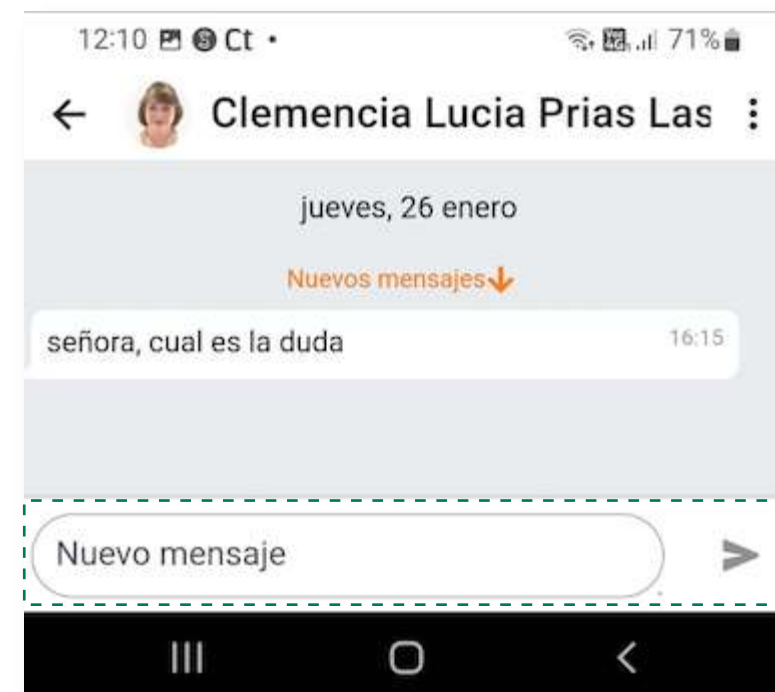 12:10 Ct • 71%
Clemencia Lucia Prias Las
jueves, 26 enero
Nuevos mensajes
señora, cual es la duda 16:15
Nuevo mensaje